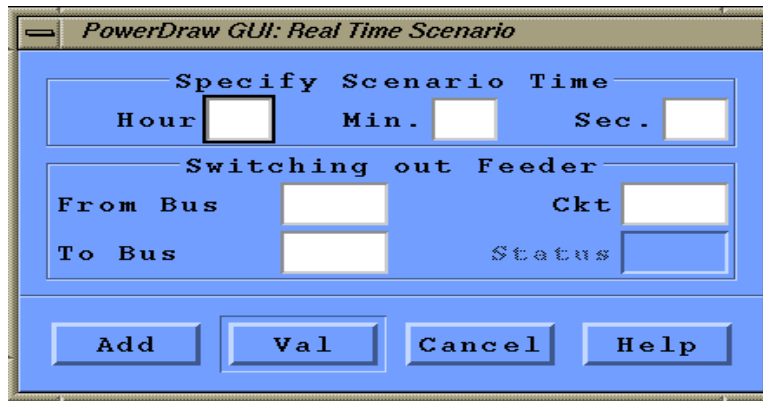 PowerDraw GUI: Real Time Scenario
Specify Scenario Time
Hour Min. Sec.
Switching out Feeder
From Bus Ckt
To Bus Status
Add Val Cancel Help